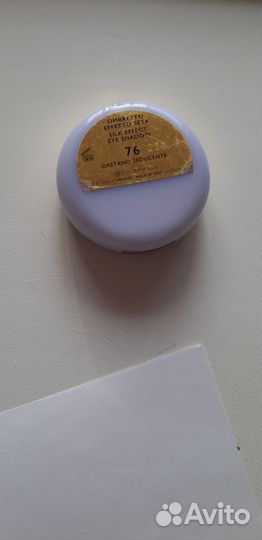 OMBRETTO
EFFETTO SETA
SILK EFFECT
EYE SHADOW
76
CASTANO SEDUCENTE
Avito